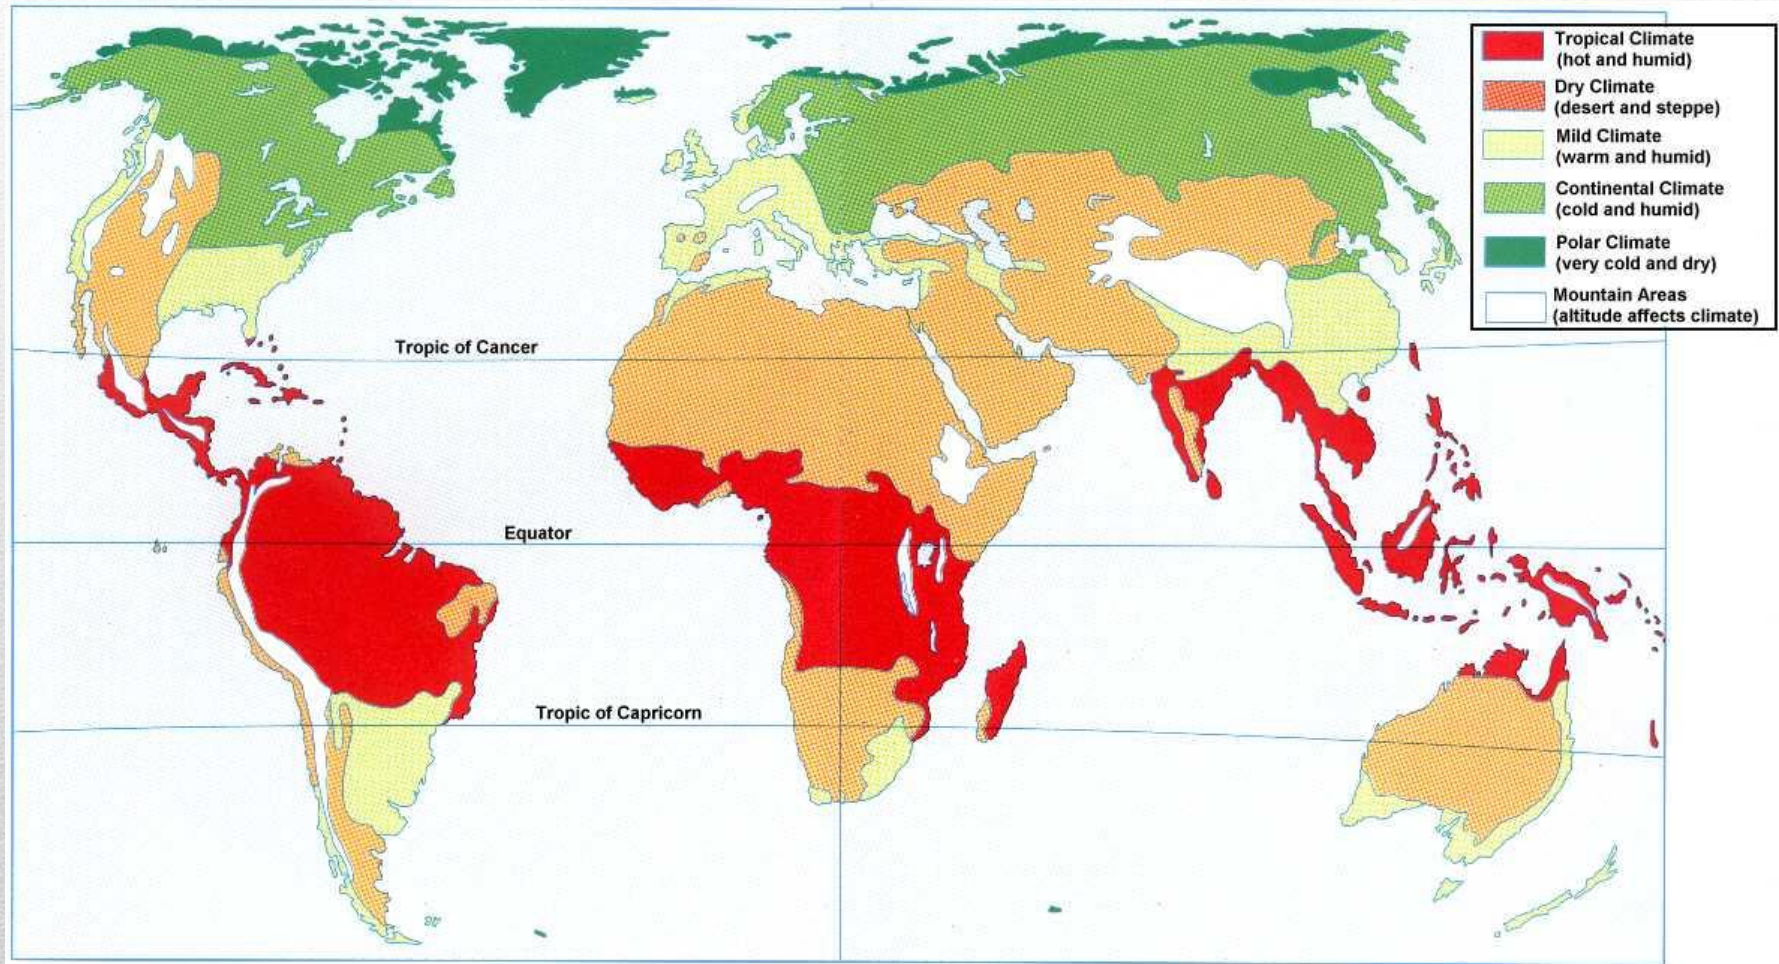 Tropical Climate
(hot and humid)
Dry Climate
(desert and steppe)
Mild Climate
(warm and humid)
Continental Climate
(cold and humid)
Polar Climate
(very cold and dry)
Mountain Areas
(altitude affects climate)
Tropic of Cancer
Equator
Tropic of Capricorn